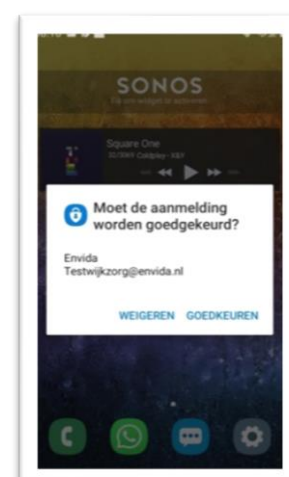 SONOS
Square One
Coldplay - X&Y
Moet de aanmelding
worden goedgekeurd?
Envida
Testwijkzorg@envida.nl
WEIGEREN GOEDKEUREN